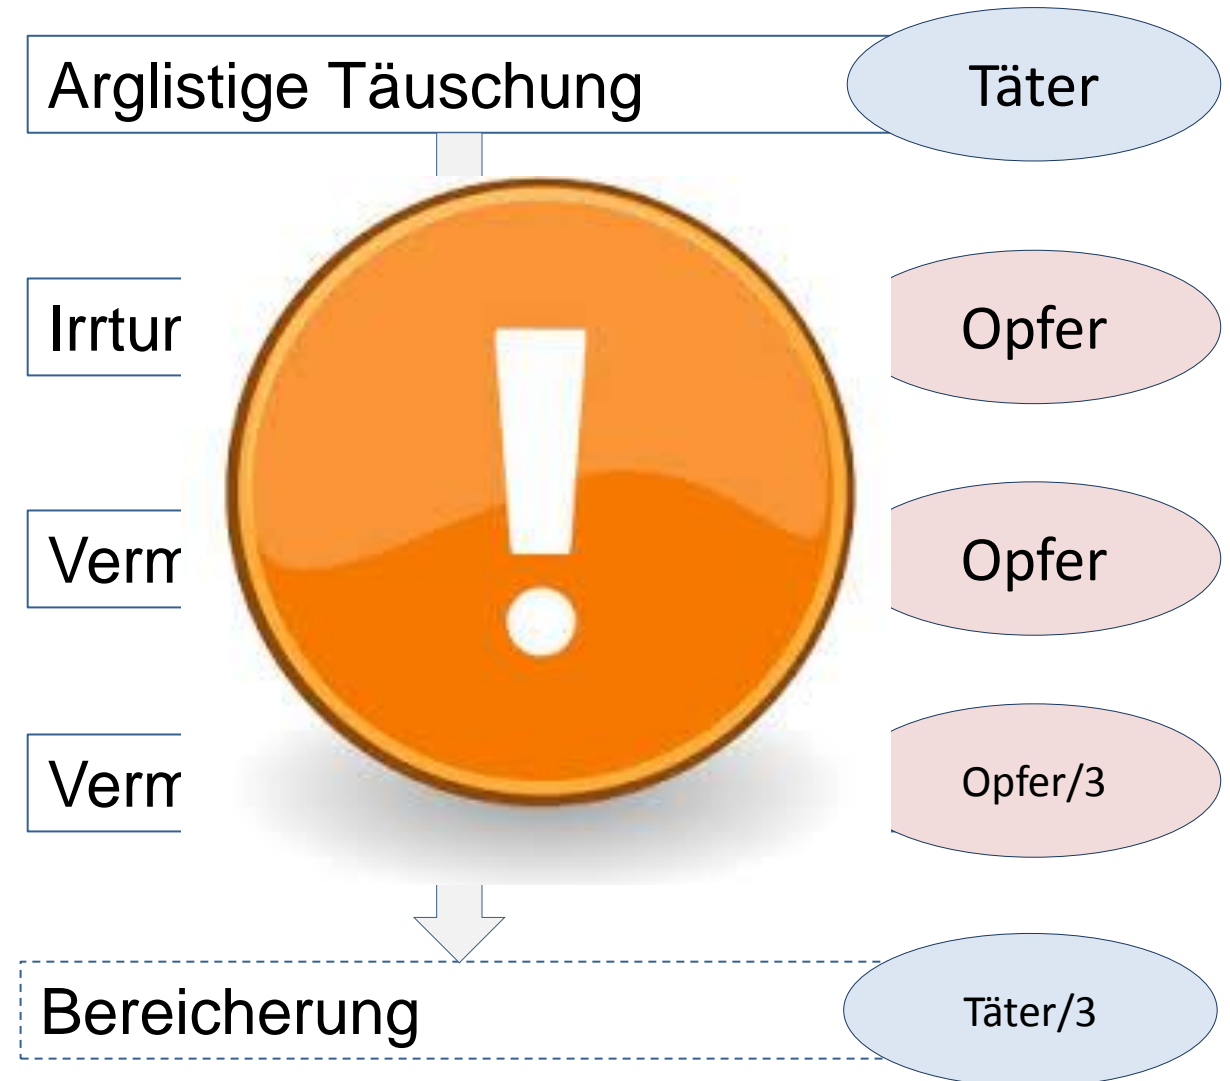 Arglistige Täuschung Täter
Irrtur Opfer
!
Verm Opfer
Verm Opfer/3
Bereicherung Täter/3